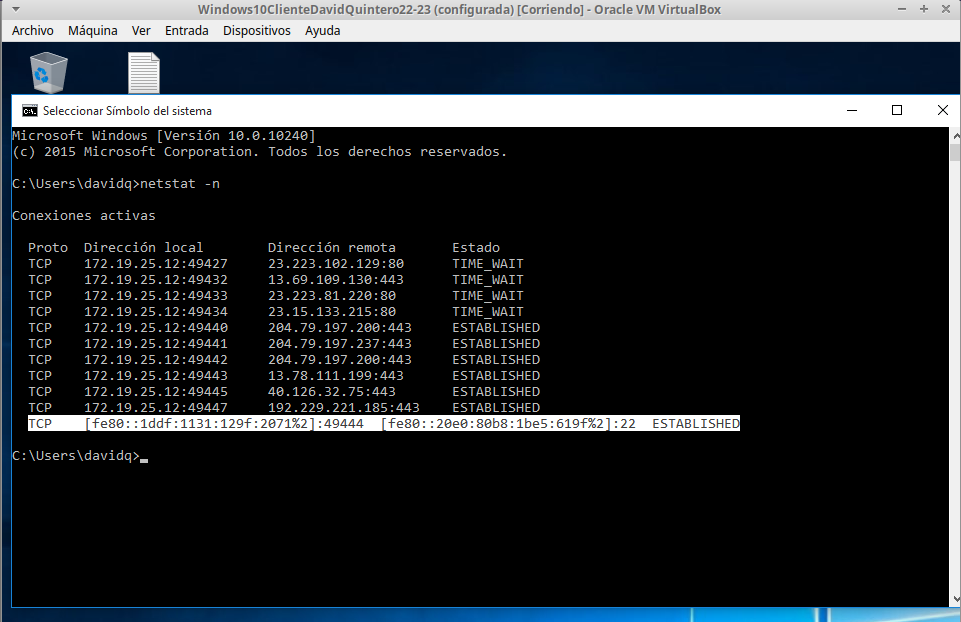 Windows10ClienteDavidQuintero22-23 (configurada) [Corriendo] - Oracle VM VirtualBox
Archivo Máquina Ver Entrada Dispositivos Ayuda
Seleccionar Símbolo del sistema
Microsoft Windows [Versión 10.0.10240]
(c) 2015 Microsoft Corporation. Todos los derechos reservados.
C:\Users\davidq>netstat -n
Conexiones activas
Proto Dirección local Dirección remota Estado
TCP 172.19.25.12:49427 23.223.102.129:80 TIME_WAIT
TCP 172.19.25.12:49432 13.69.109.130:443 TIME_WAIT
TCP 172.19.25.12:49433 23.223.81.220:80 TIME_WAIT
TCP 172.19.25.12:49434 23.15.133.215:80 TIME_WAIT
TCP 172.19.25.12:49440 204.79.197.200:443 ESTABLISHED
TCP 172.19.25.12:49441 204.79.197.237:443 ESTABLISHED
TCP 172.19.25.12:49442 204.79.197.200:443 ESTABLISHED
TCP 172.19.25.12:49443 13.78.111.199:443 ESTABLISHED
TCP 172.19.25.12:49445 40.126.32.75:443 ESTABLISHED
TCP 172.19.25.12:49447 192.229.221.185:443 ESTABLISHED
TCP [fe80::1ddf:1131:129f:2071%2]:49444 [fe80::20e0:80b8:1be5:619f%2]:22 ESTABLISHED
C:\Users\davidq>